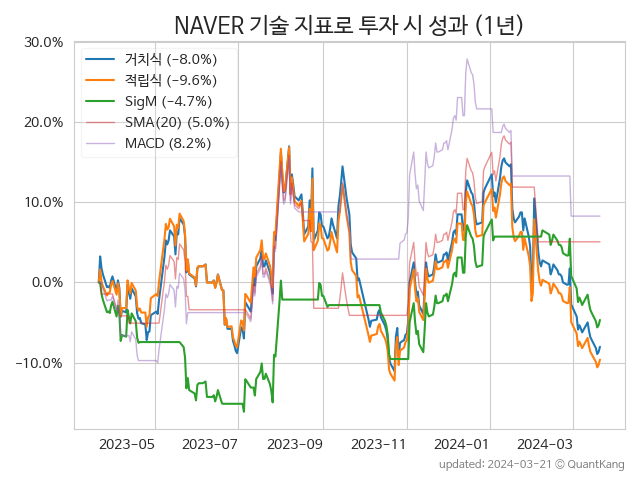 NAVER 기술 지표로 투자 시 성과 (1년)
30.0%
20.0%
10.0%
0.0%
−10.0%
거치식 (−8.0%)
적립식 (−9.6%)
SigM (−4.7%)
SMA(20) (5.0%)
MACD (8.2%)
2023-05 2023-07 2023-09 2023-11 2024-01 2024-03
updated: 2024-03-21 © QuantKang